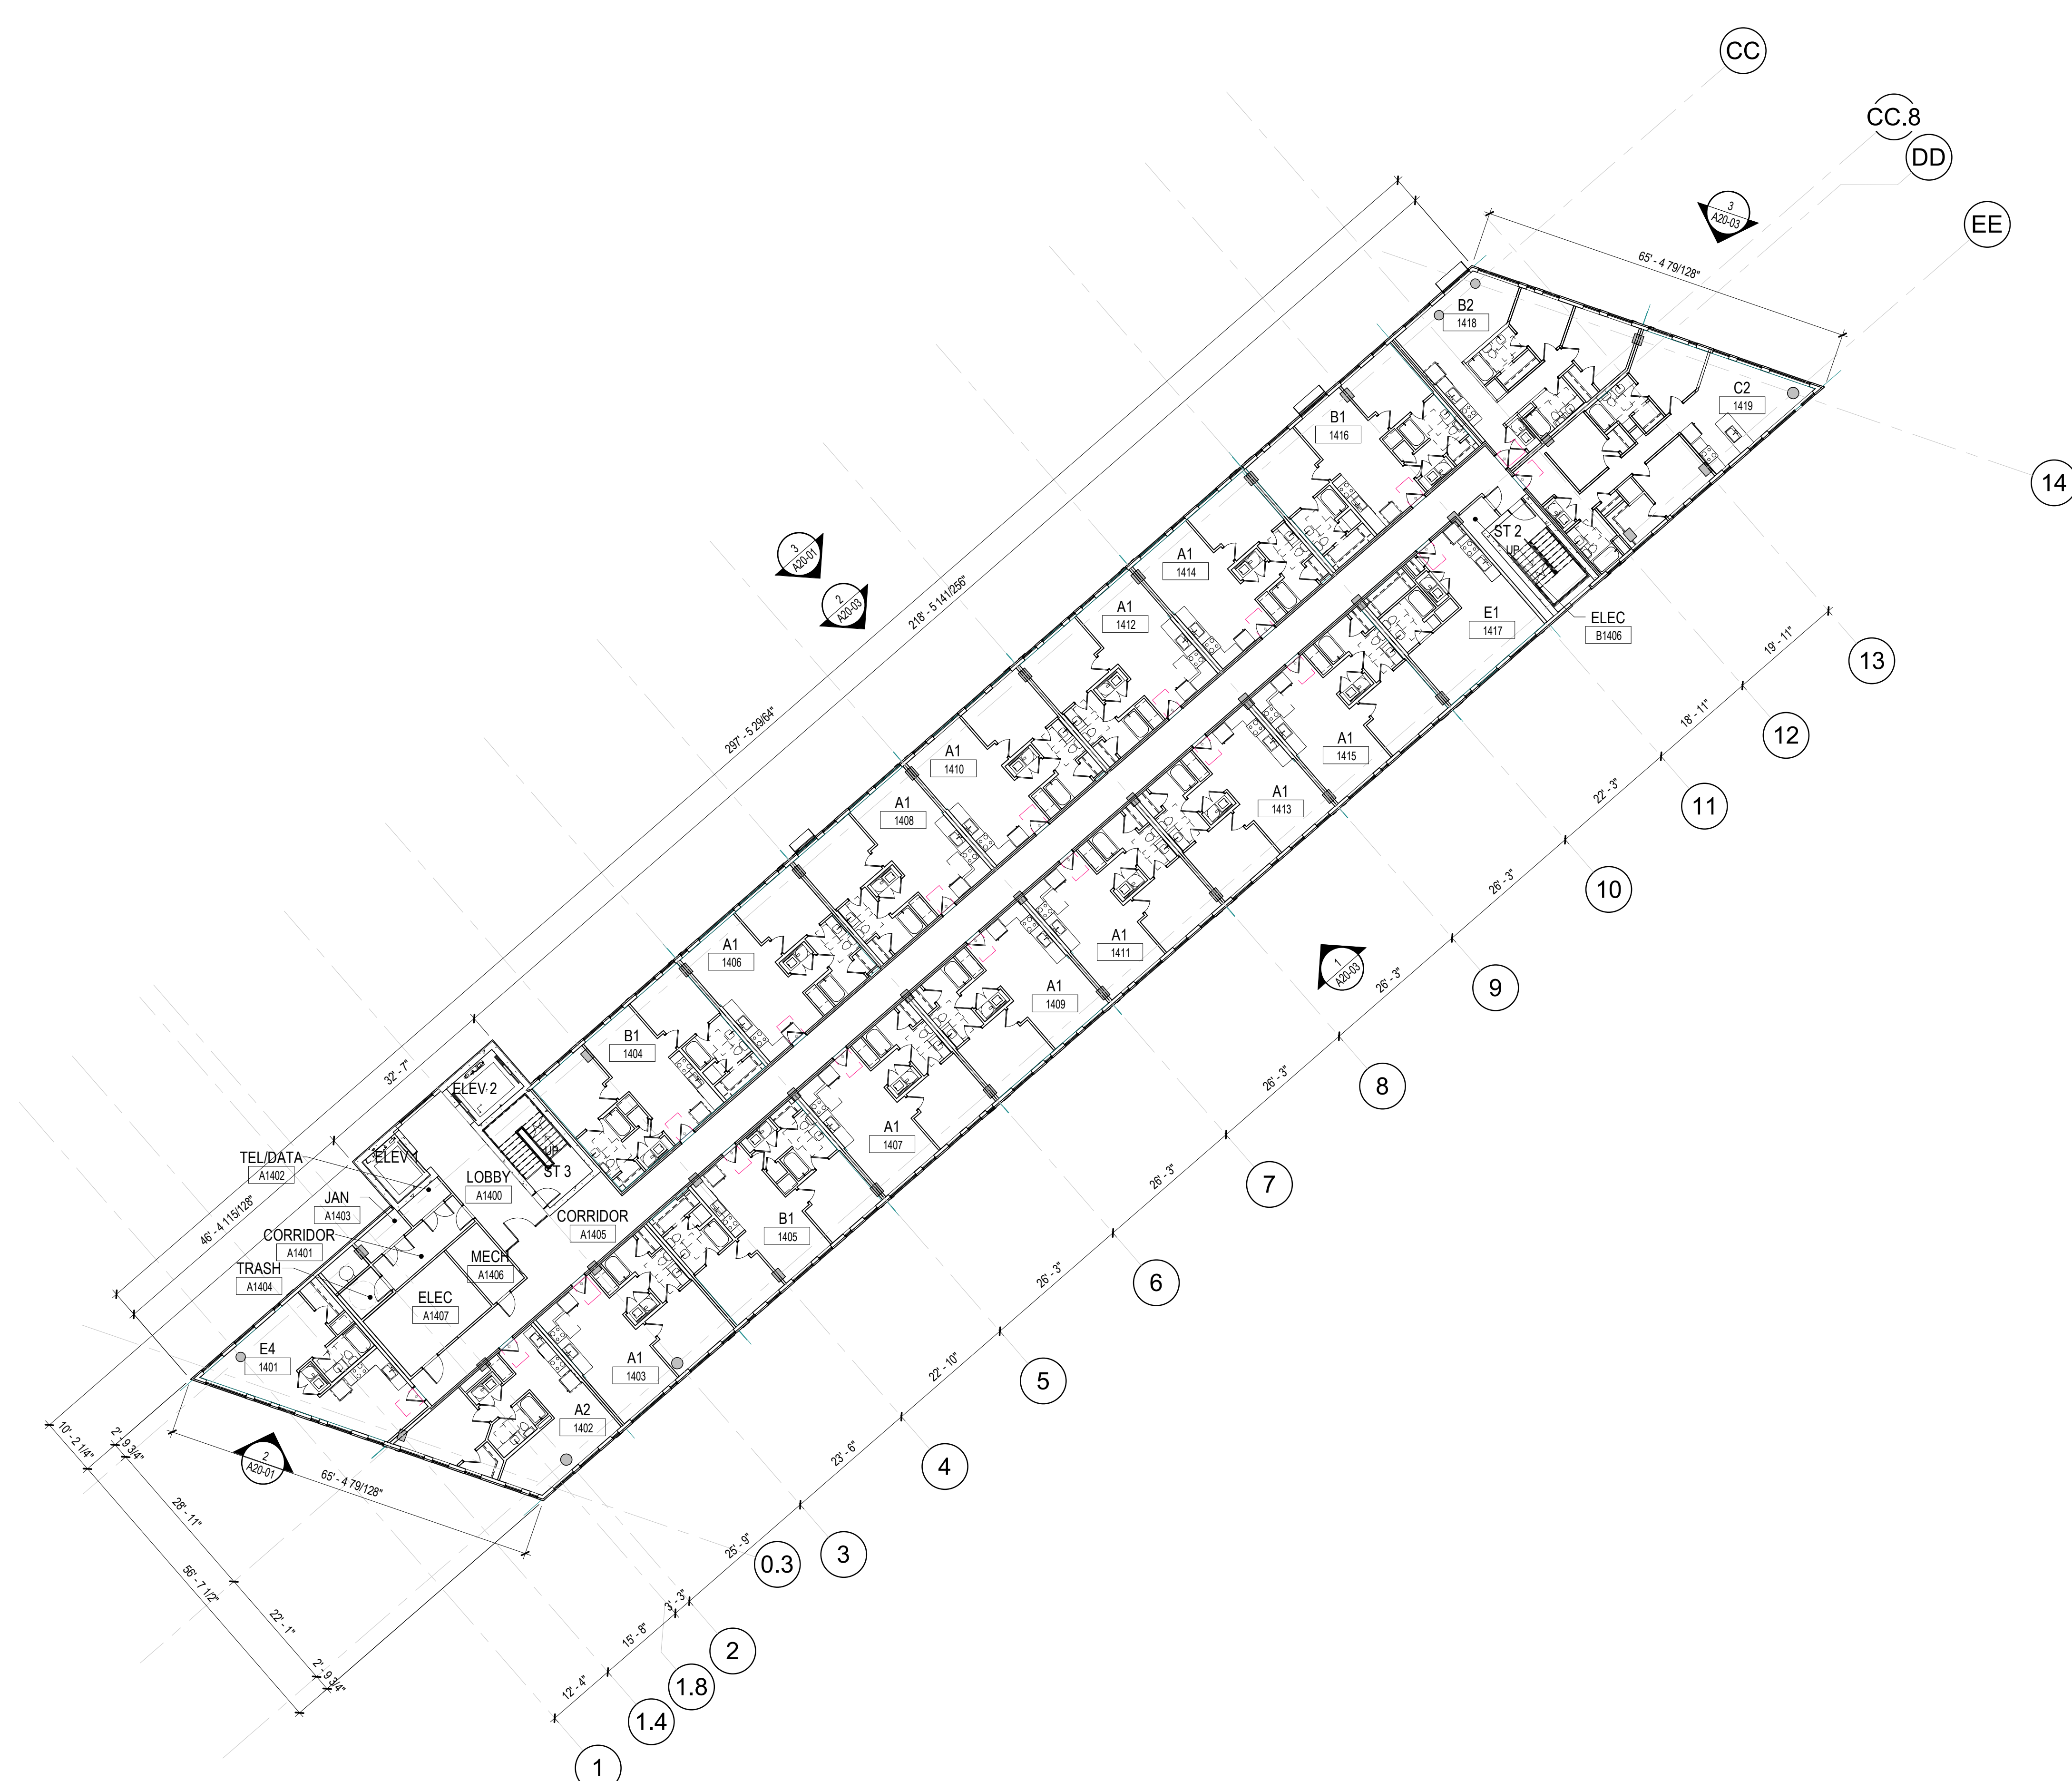 CC
CC.8
DD
EE
3
A20-03
65' - 4 79/128"
B2
1418
C2
1419
14
B1
1416
ST 2
UP
A1
1414
3
A20-01
2
A20-03
218' - 5 141/256"
A1
1412
E1
1417
ELEC
B1406
13
19' - 11"
297' - 5 29/64"
A1
1410
A1
1415
18' - 11"
12
A1
1408
A1
1413
22' - 3"
11
A1
1406
A1
1411
26' - 3"
10
1
A20-03
A1
1409
26' - 3"
9
B1
1404
32' - 7"
ELEV 2
26' - 3"
8
A1
1407
UP
ST 3
ELEV 1
TEL/DATA
A1402
LOBBY
A1400
26' - 3"
7
JAN
A1403
CORRIDOR
A1405
B1
1405
46' - 4 115/128"
CORRIDOR
A1401
MECH
A1406
TRASH
A1404
26' - 3"
6
ELEC
A1407
E4
1401
A1
1403
22' - 10"
5
A2
1402
10' - 2 1/4"
2' - 9 3/4"
2
A20-01
65' - 4 79/128"
23' - 6"
4
28' - 11"
25' - 9"
0.3
3
56' - 7 1/2"
22' - 1"
3' - 3"
15' - 8"
2
2' - 9 3/4"
12' - 4"
1.8
1.4
1